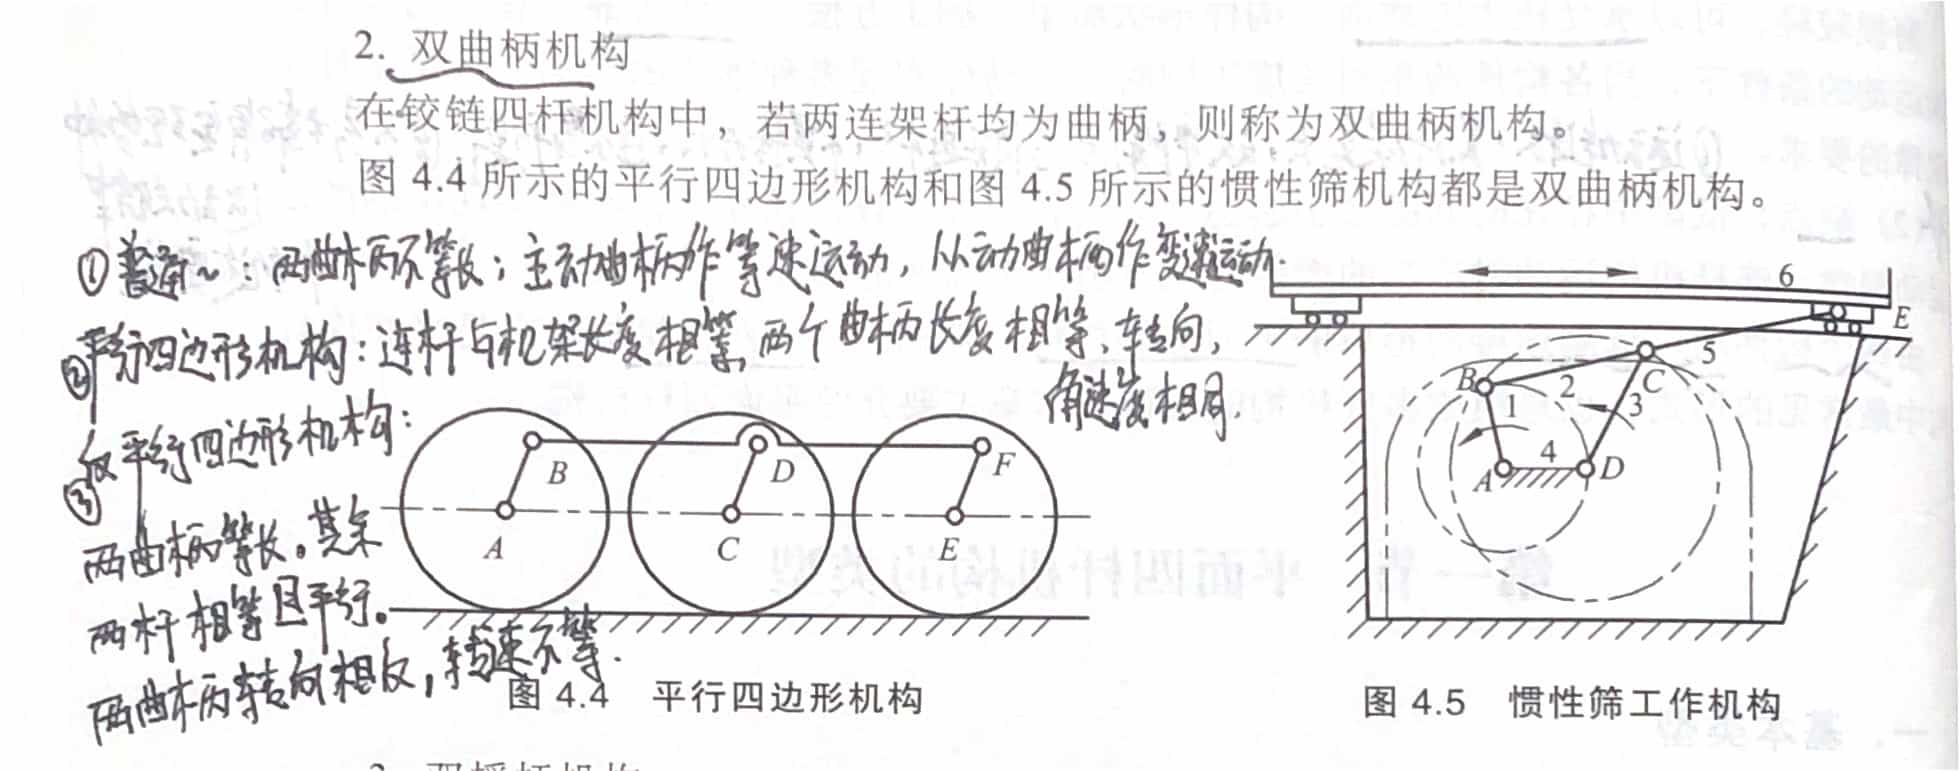 2. 双曲柄机构
在铰链四杆机构中，若两连架杆均为曲柄，则称为双曲柄机构。
图 4.4 所示的平行四边形机构和图 4.5 所示的惯性筛机构都是双曲柄机构。
①普通~：两曲柄不等长；主动曲柄作等速运动，从动曲柄作变速运动.
②平行四边形机构：连杆与机架长度相等，两个曲柄长度相等，转向，
角速度相同.
③反平行四边形机构：
两曲柄等长。其余
两杆相等且平行。
两曲柄转向相反，转速不等.
B
D
F
A
C
E
图 4.4 平行四边形机构
6
E
5
B
2
C
1
3
4
A
D
图 4.5 惯性筛工作机构